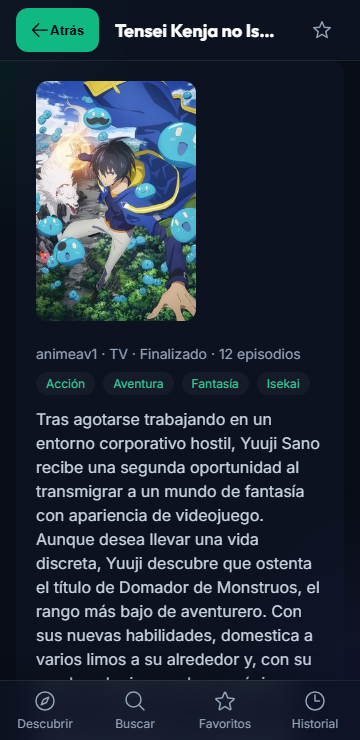 Atrás
Tensei Kenja no Is...
animeav1 · TV · Finalizado · 12 episodios
Acción Aventura Fantasía Isekai
Tras agotarse trabajando en un
entorno corporativo hostil, Yuuji Sano
recibe una segunda oportunidad al
transmigrar a un mundo de fantasía
con apariencia de videojuego.
Aunque desea llevar una vida
discreta, Yuuji descubre que ostenta
el título de Domador de Monstruos, el
rango más bajo de aventurero. Con
sus nuevas habilidades, domestica a
varios limos a su alrededor y, con su
Descubrir Buscar Favoritos Historial